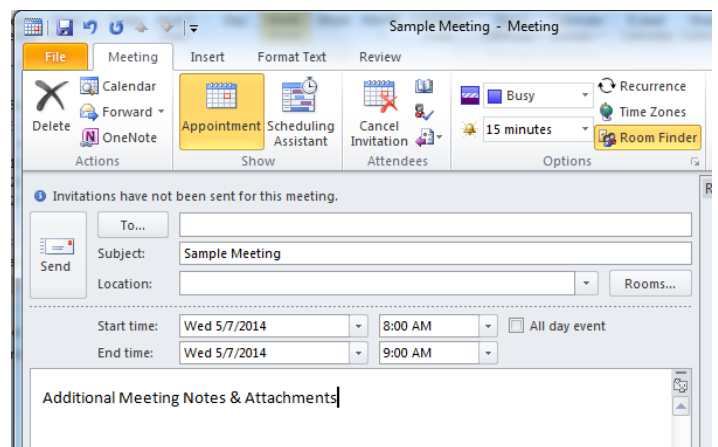 Sample Meeting - Meeting
File Meeting Insert Format Text Review
Delete
Calendar
Forward
OneNote
Actions
Appointment
Scheduling
Assistant
Show
Cancel
Invitation
Attendees
Busy
15 minutes
Recurrence
Time Zones
Room Finder
Options
Invitations have not been sent for this meeting.
Send
To...
Subject: Sample Meeting
Location: Rooms...
Start time: Wed 5/7/2014 8:00 AM All day event
End time: Wed 5/7/2014 9:00 AM
Additional Meeting Notes & Attachments